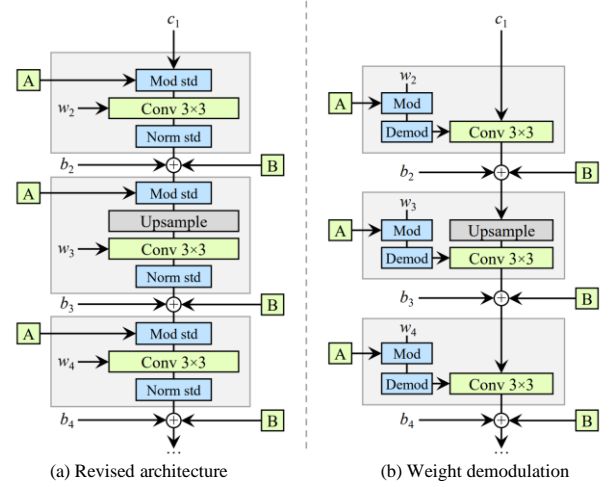 c1
A
Mod std
w2
Conv 3×3
Norm std
b2
B
A
Mod std
Upsample
w3
Conv 3×3
Norm std
b3
B
A
Mod std
w4
Conv 3×3
Norm std
b4
B
...
(a) Revised architecture
c1
w2
A
Mod
Demod
Conv 3×3
b2
B
w3
A
Mod
Upsample
Demod
Conv 3×3
b3
B
w4
A
Mod
Demod
Conv 3×3
b4
B
...
(b) Weight demodulation